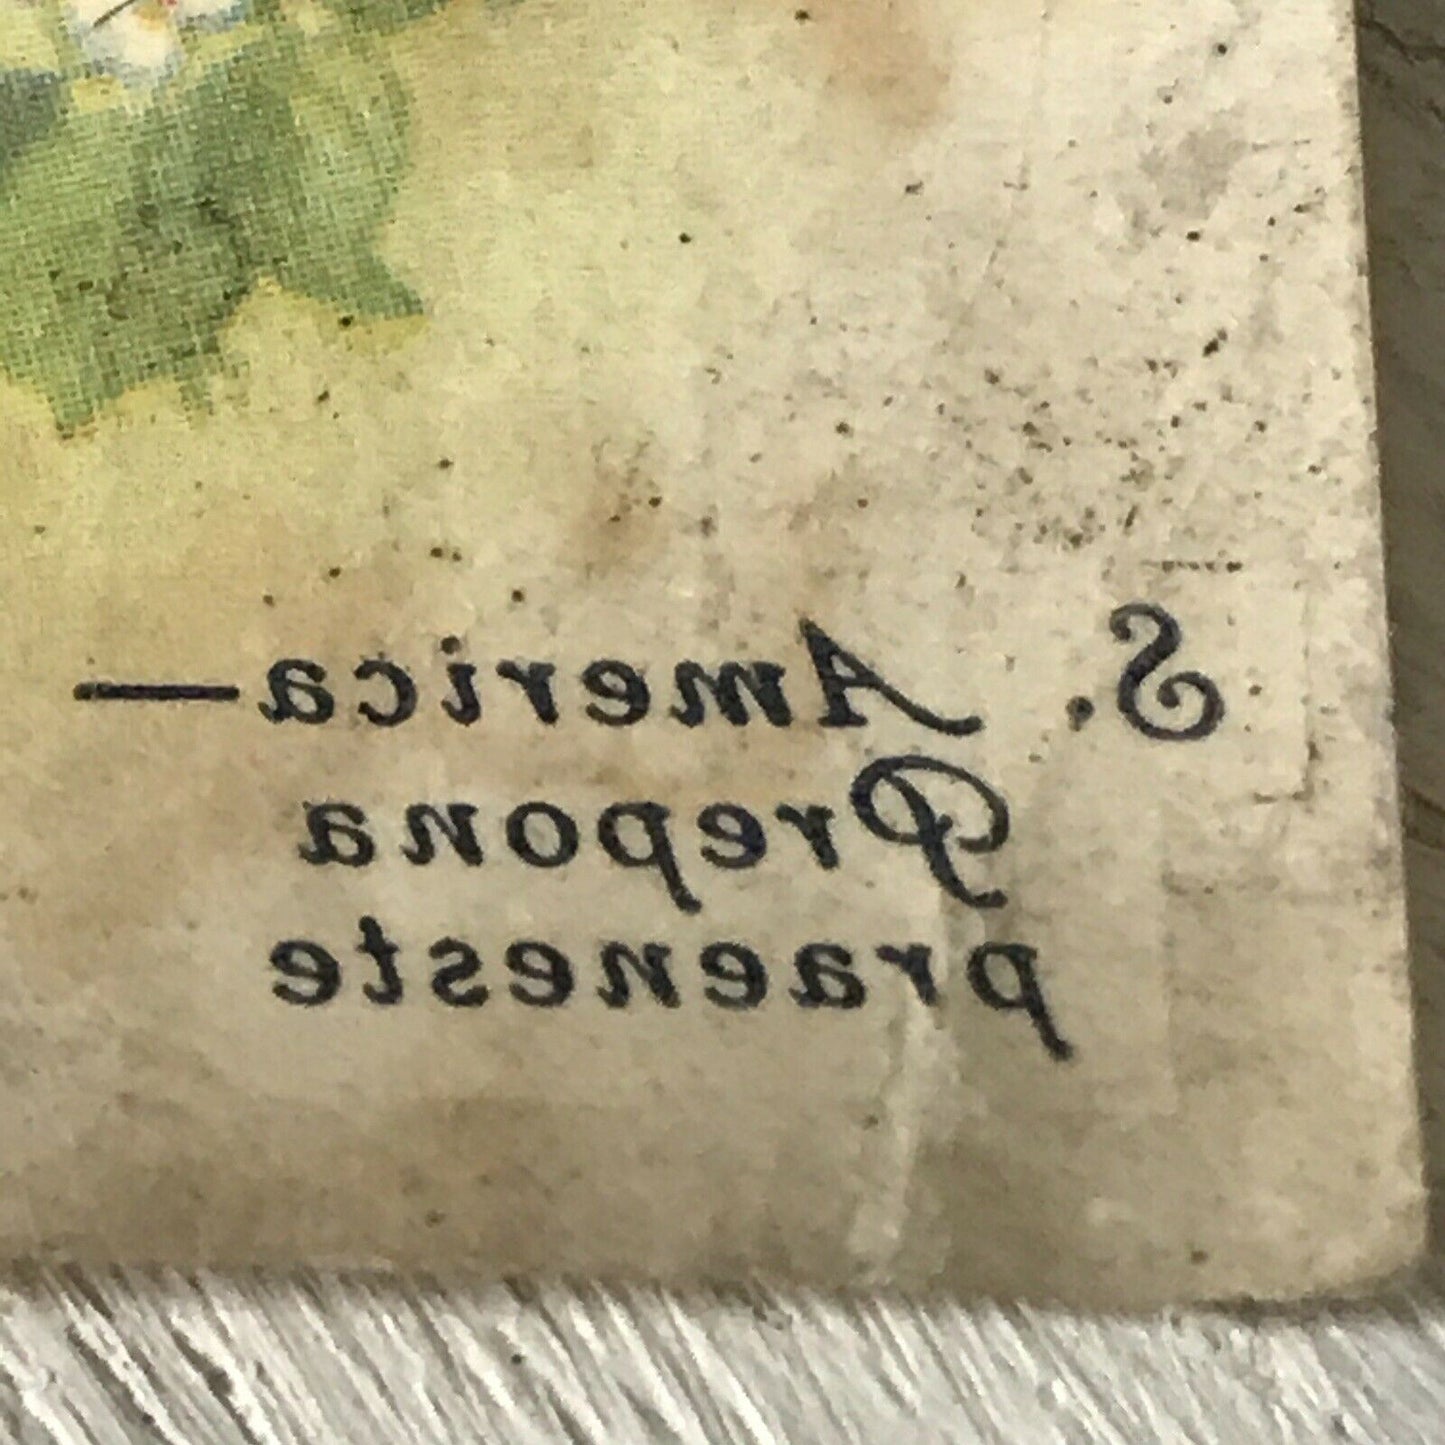 S. America—
Prepona
praeneste